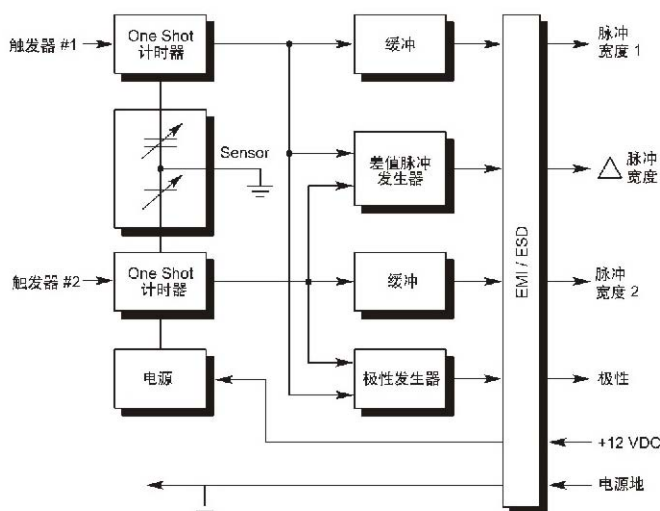 触发器 #1
One Shot
计时器
缓冲
脉冲
宽度 1
Sensor
差值脉冲
发生器
△ 脉冲
宽度
EMI / ESD
触发器 #2
One Shot
计时器
缓冲
脉冲
宽度 2
电源
极性发生器
极性
+12 VDC
电源地